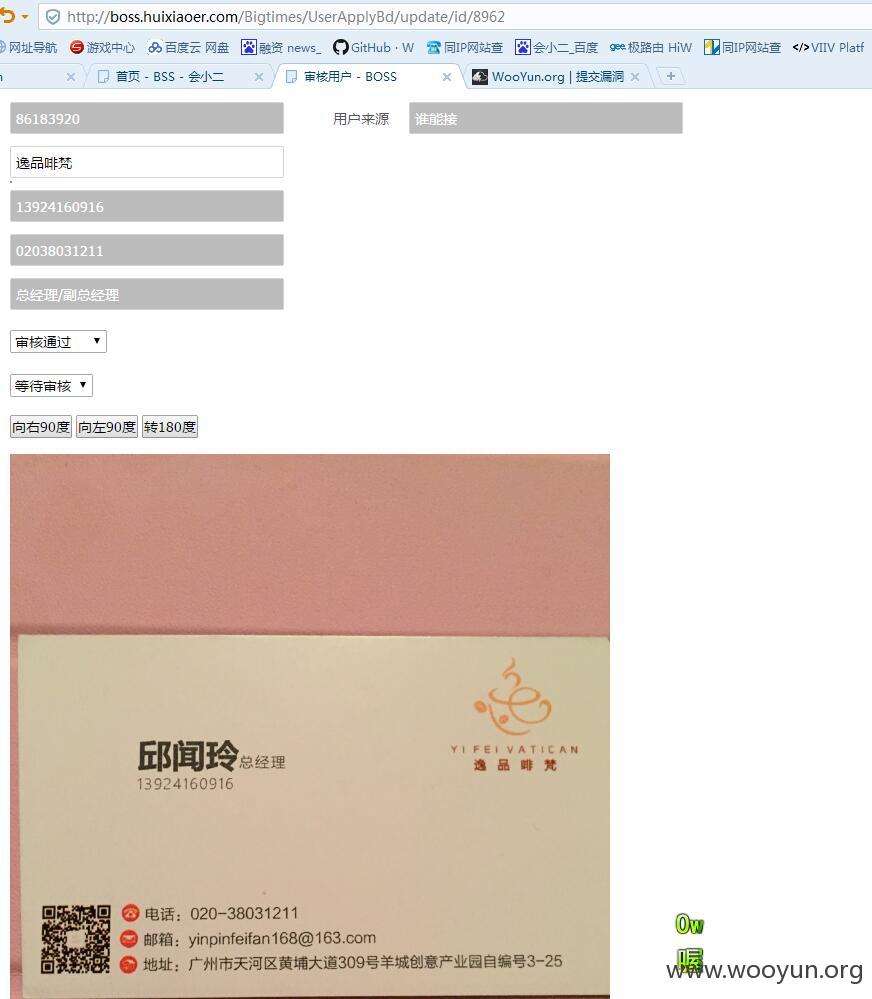 http://boss.huixiaoer.com/Bigtimes/UserApplyBd/update/id/8962
网址导航 游戏中心 百度云 网盘 融资 news_ GitHub · W 同IP网站查 会小二_百度 极路由 HiW 同IP网站查 </> VIIV Platf
首页 - BSS - 会小二 审核用户 - BOSS WooYun.org | 提交漏洞
86183920 用户来源 谁能接
逸品啡梵
13924160916
02038031211
总经理/副总经理
审核通过
等待审核
向右90度 向左90度 转180度
YI FEI VATICAN
逸品啡梵
邱闻玲 总经理
13924160916
电话：020-38031211
邮箱：yinpinfeifan168@163.com
地址：广州市天河区黄埔大道309号羊城创意产业园自编号3-25
0w
喔
www.wooyun.org